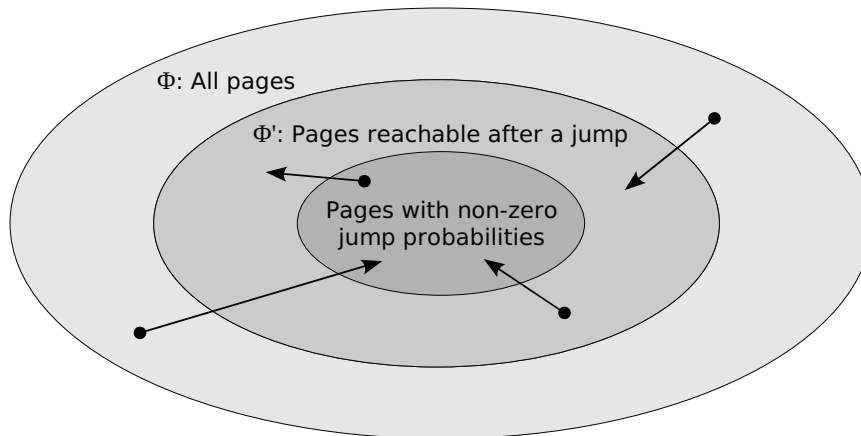 Φ: All pages
Φ': Pages reachable after a jump
Pages with non-zero
jump probabilities